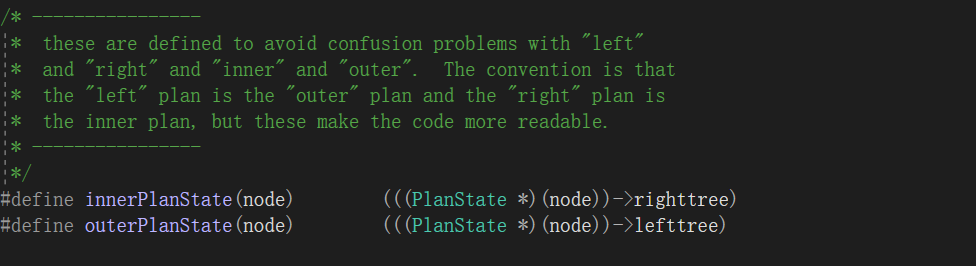 /* ----------------
* these are defined to avoid confusion problems with "left"
* and "right" and "inner" and "outer".  The convention is that
* the "left" plan is the "outer" plan and the "right" plan is
* the inner plan, but these make the code more readable.
* ----------------
*/
#define innerPlanState(node)        (((PlanState *)(node))->righttree)
#define outerPlanState(node)        (((PlanState *)(node))->lefttree)